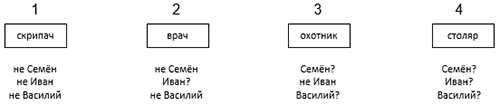 1 2 3 4
скрипач врач охотник столяр
не Семён не Семён Семён? Семён?
не Иван Иван? не Иван Иван?
не Василий не Василий Василий? Василий?